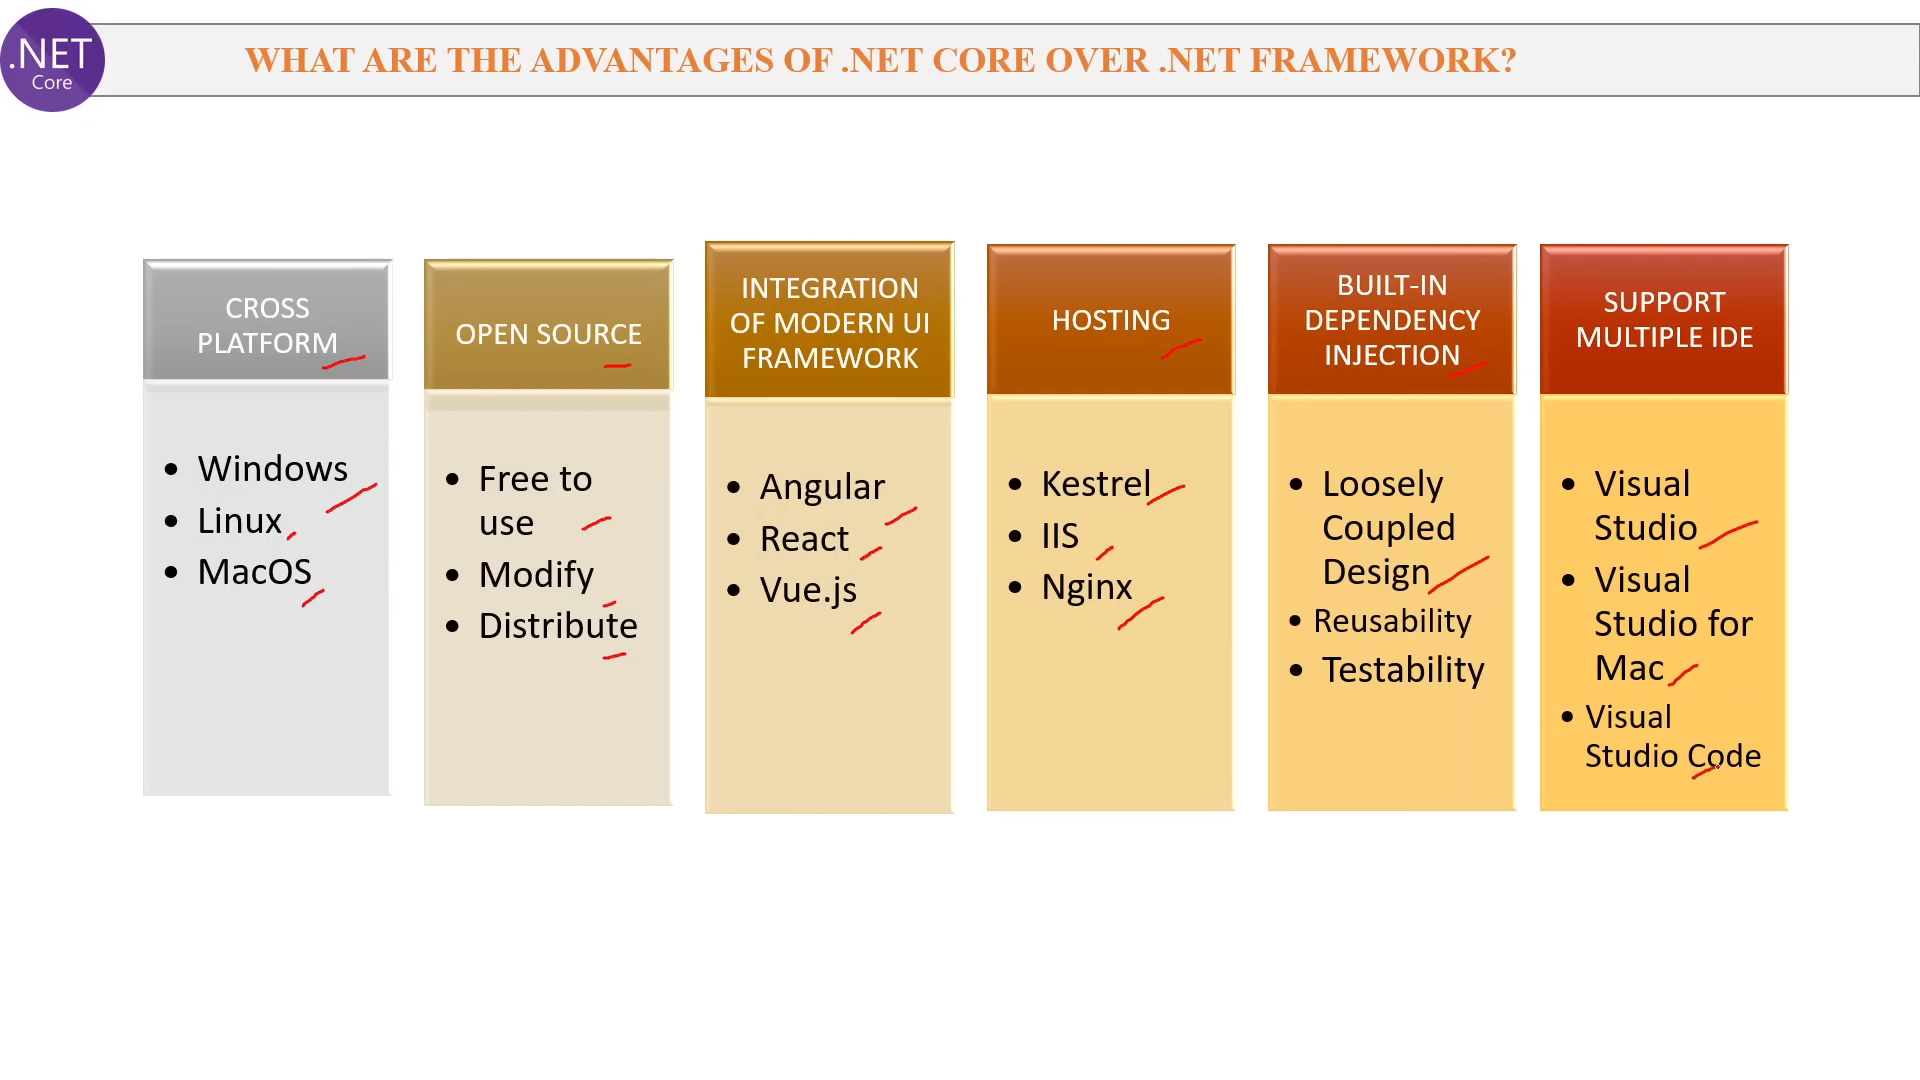 .NET
Core
WHAT ARE THE ADVANTAGES OF .NET CORE OVER .NET FRAMEWORK?
CROSS
PLATFORM
• Windows
• Linux
• MacOS
OPEN SOURCE
• Free to
use
• Modify
• Distribute
INTEGRATION
OF MODERN UI
FRAMEWORK
• Angular
• React
• Vue.js
HOSTING
• Kestrel
• IIS
• Nginx
BUILT-IN
DEPENDENCY
INJECTION
• Loosely
Coupled
Design
• Reusability
• Testability
SUPPORT
MULTIPLE IDE
• Visual
Studio
• Visual
Studio for
Mac
• Visual
Studio Code